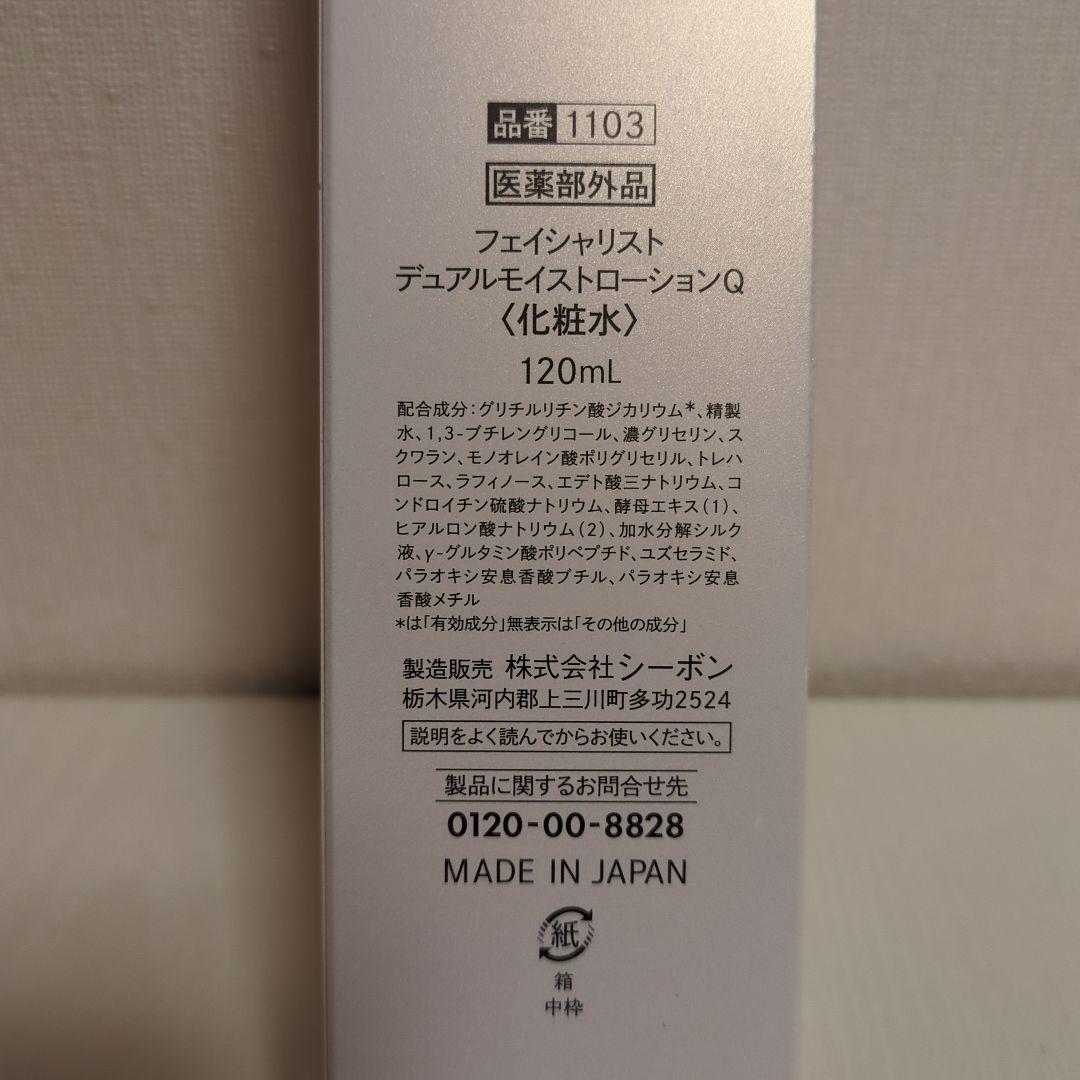 品番 1103
医薬部外品
フェイシャリスト
デュアルモイストローションQ
〈化粧水〉
120mL
配合成分：グリチルリチン酸ジカリウム*、精製
水、1,3-ブチレングリコール、濃グリセリン、ス
クワラン、モノオレイン酸ポリグリセリル、トレハ
ロース、ラフィノース、エデト酸三ナトリウム、コ
ンドロイチン硫酸ナトリウム、酵母エキス（1）、
ヒアルロン酸ナトリウム（2）、加水分解シルク
液、γ-グルタミン酸ポリペプチド、ユズセラミド、
パラオキシ安息香酸ブチル、パラオキシ安息
香酸メチル
*は「有効成分」無表示は「その他の成分」
製造販売 株式会社シーボン
栃木県河内郡上三川町多功2524
説明をよく読んでからお使いください。
製品に関するお問合せ先
0120-00-8828
MADE IN JAPAN
紙
箱
中枠